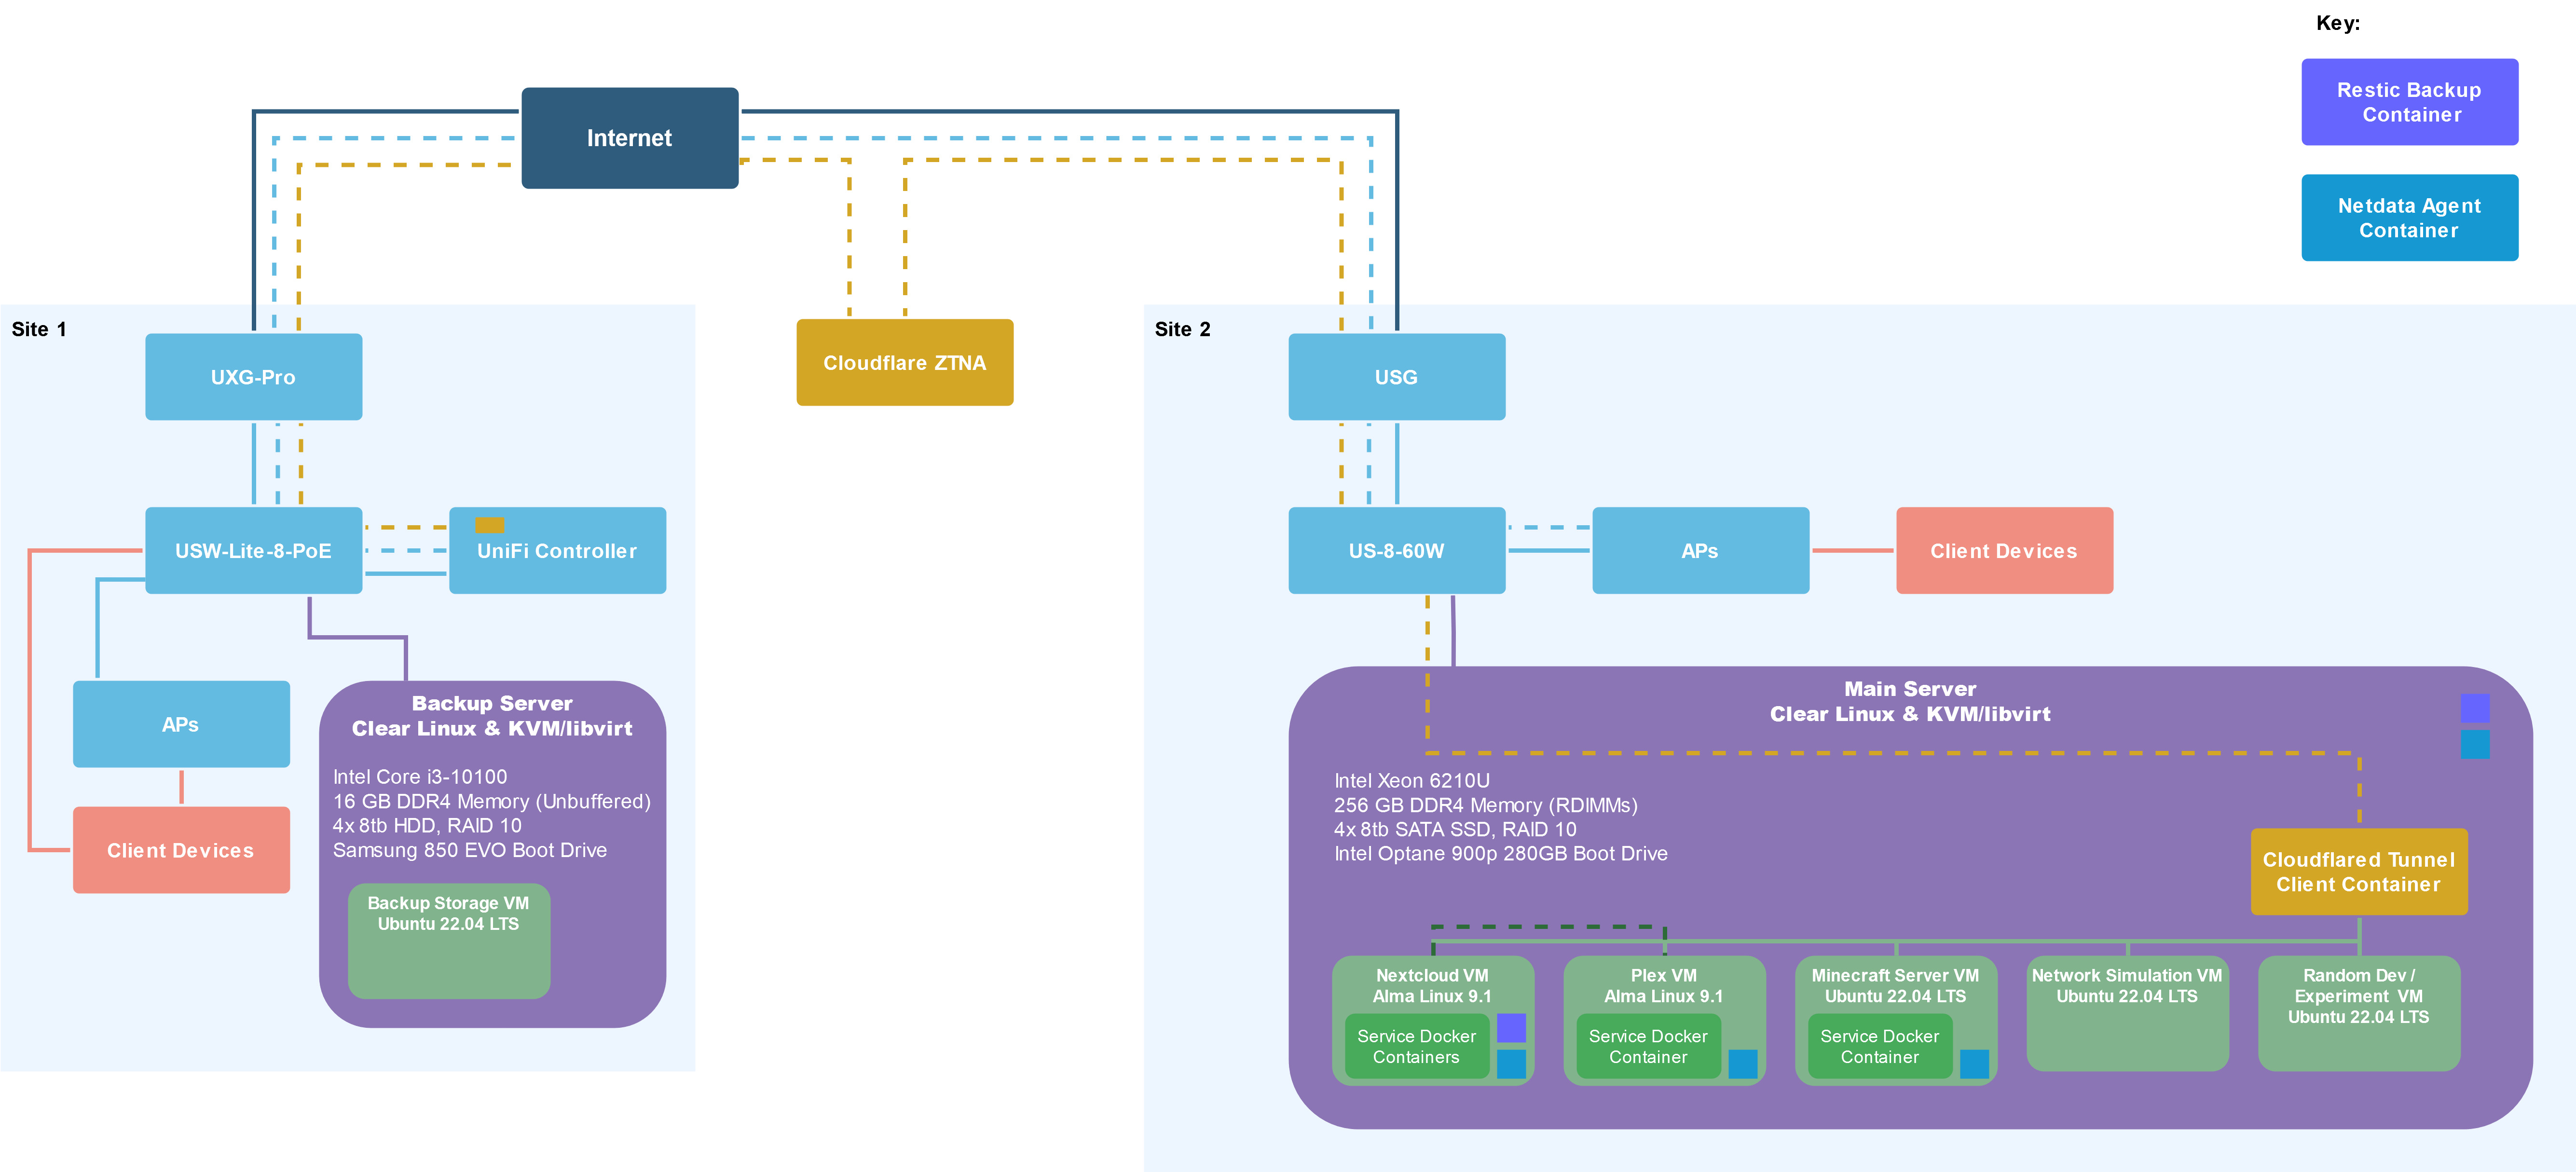 Key:
Restic Backup
Container
Netdata Agent
Container
Internet
Cloudflare ZTNA
Site 1
UXG-Pro
USW-Lite-8-PoE
UniFi Controller
APs
Client Devices
Backup Server
Clear Linux & KVM/libvirt
Intel Core i3-10100
16 GB DDR4 Memory (Unbuffered)
4x 8tb HDD, RAID 10
Samsung 850 EVO Boot Drive
Backup Storage VM
Ubuntu 22.04 LTS
Site 2
USG
US-8-60W
APs
Client Devices
Main Server
Clear Linux & KVM/libvirt
Intel Xeon 6210U
256 GB DDR4 Memory (RDIMMs)
4x 8tb SATA SSD, RAID 10
Intel Optane 900p 280GB Boot Drive
Cloudflared Tunnel
Client Container
Nextcloud VM
Alma Linux 9.1
Service Docker
Containers
Plex VM
Alma Linux 9.1
Service Docker
Container
Minecraft Server VM
Ubuntu 22.04 LTS
Service Docker
Container
Network Simulation VM
Ubuntu 22.04 LTS
Random Dev /
Experiment VM
Ubuntu 22.04 LTS